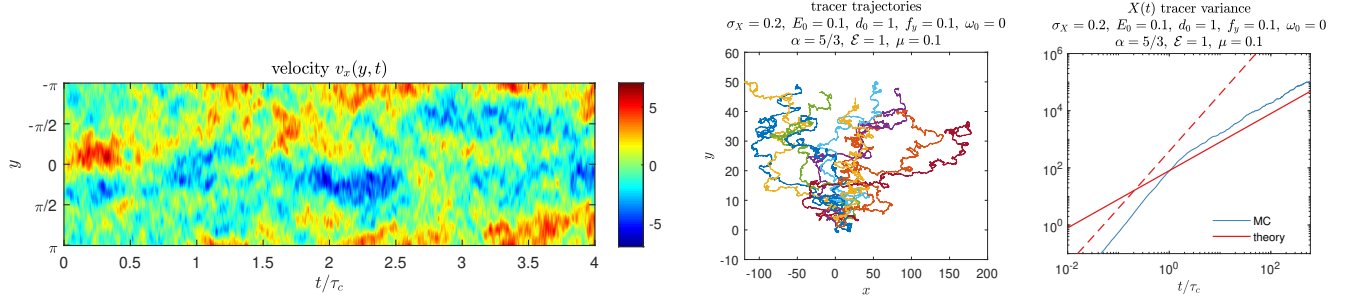 velocity $v_x(y,t)$
-π
-π/2
0
π/2
π
y
0 0.5 1 1.5 2 2.5 3 3.5 4
t/τ_c
5
0
-5
tracer trajectories
σ_X = 0.2, E_0 = 0.1, d_0 = 1, f_y = 0.1, ω_0 = 0
α = 5/3, ℰ = 1, μ = 0.1
60
50
40
30
20
10
0
-10
y
-100 -50 0 50 100 150 200
x
X(t) tracer variance
σ_X = 0.2, E_0 = 0.1, d_0 = 1, f_y = 0.1, ω_0 = 0
α = 5/3, ℰ = 1, μ = 0.1
10^6
10^4
10^2
10^0
MC
theory
10^-2 10^0 10^2
t/τ_c